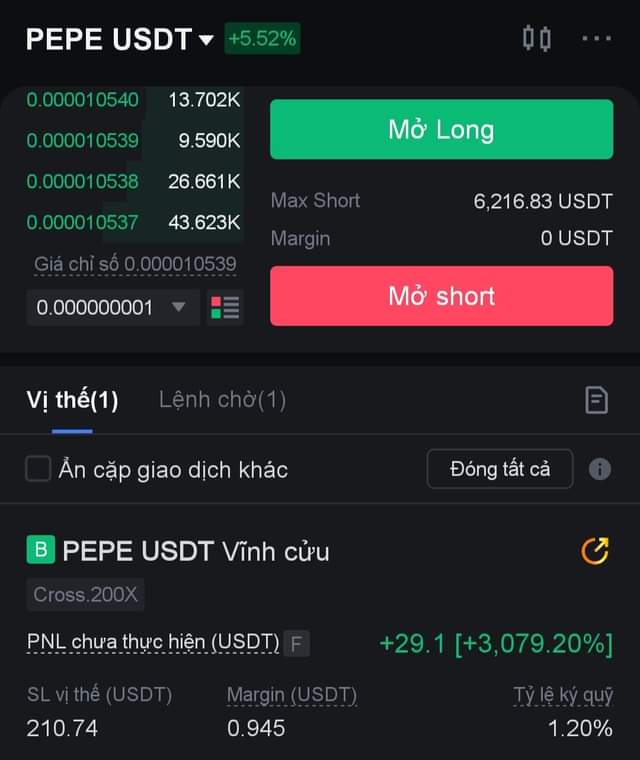 PEPE USDT +5.52%
0.000010540 13.702K
0.000010539 9.590K
0.000010538 26.661K
0.000010537 43.623K
Giá chỉ số 0.000010539
0.000000001
Mở Long
Max Short 6,216.83 USDT
Margin 0 USDT
Mở short
Vị thế(1) Lệnh chờ(1)
Ẩn cặp giao dịch khác Đóng tất cả
B PEPE USDT Vĩnh cửu
Cross.200X
PNL chưa thực hiện (USDT) F +29.1 [+3,079.20%]
SL vị thế (USDT) Margin (USDT) Tỷ lệ ký quỹ
210.74 0.945 1.20%